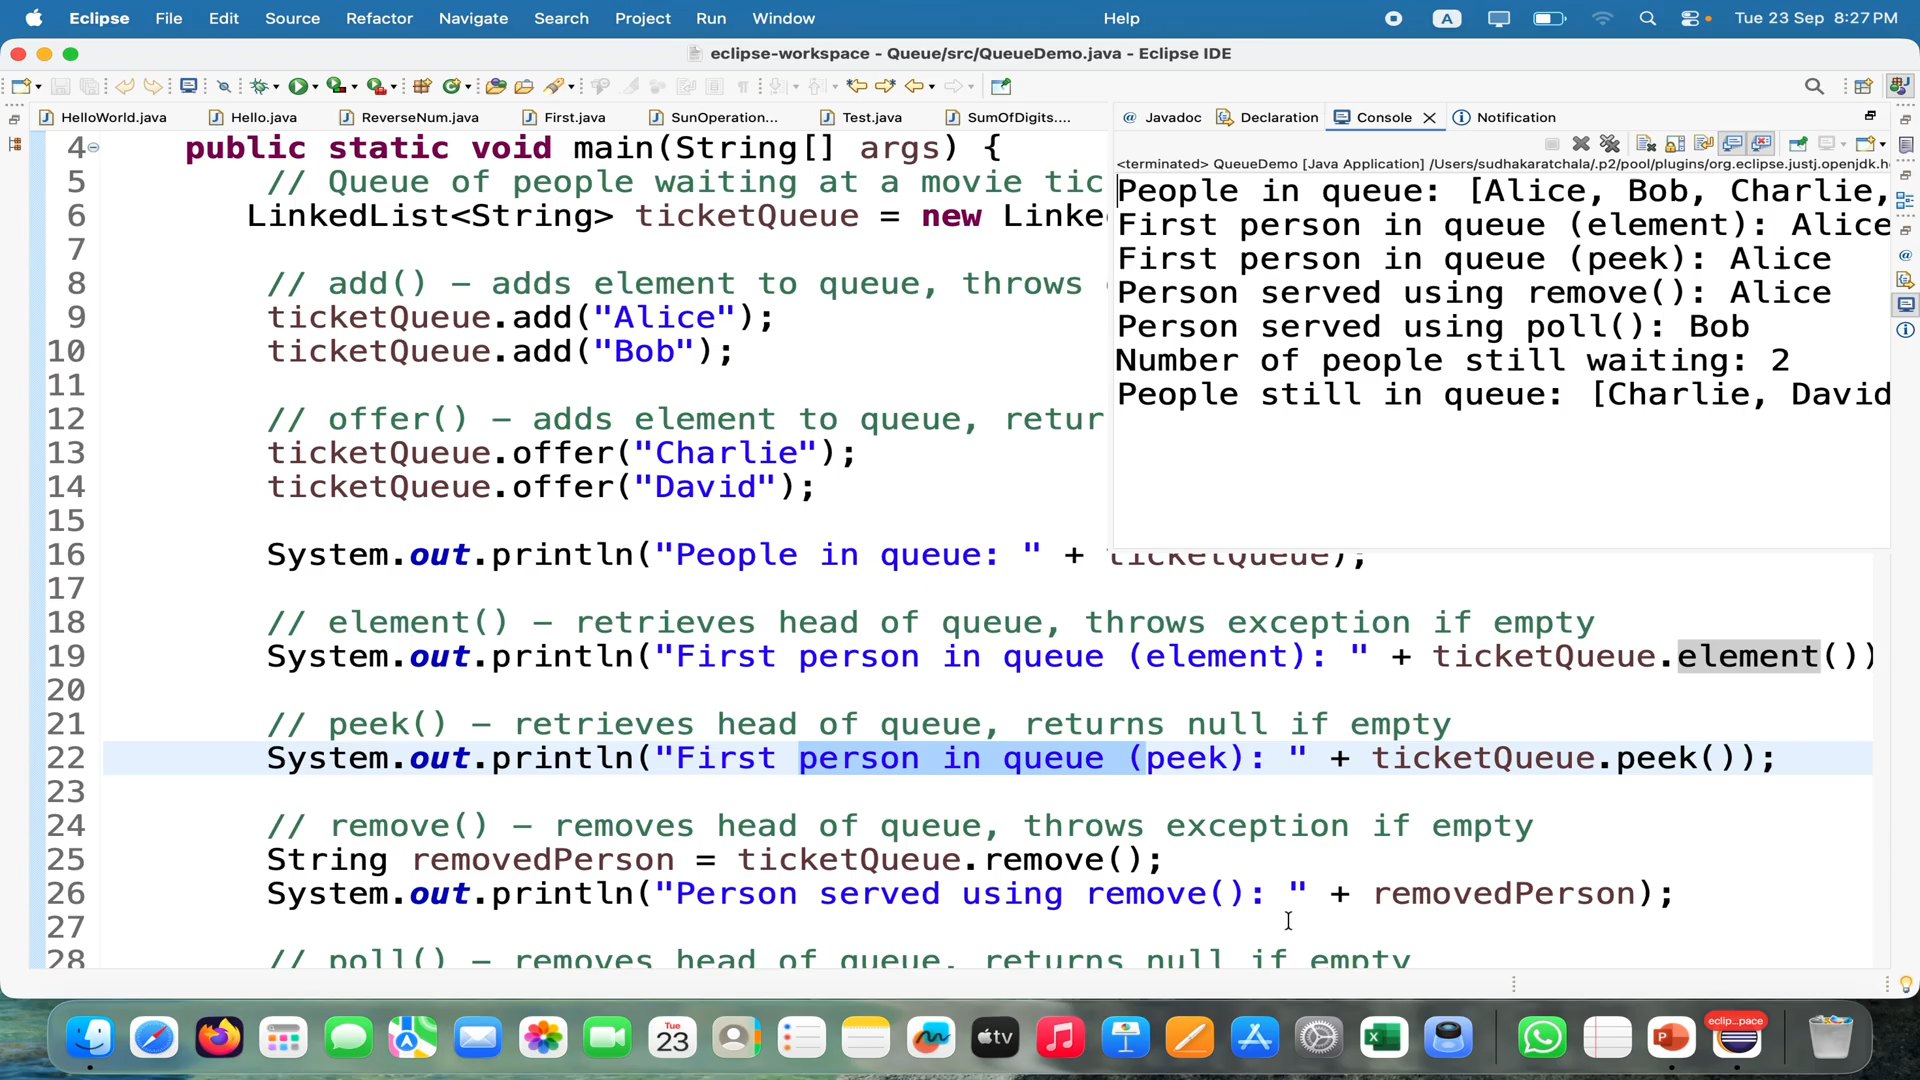 Eclipse File Edit Source Refactor Navigate Search Project Run Window Help A Tue 23 Sep 8:27 PM
eclipse-workspace - Queue/src/QueueDemo.java - Eclipse IDE
HelloWorld.java Hello.java ReverseNum.java First.java SunOperation... Test.java SumOfDigits....
@ Javadoc Declaration Console Notification
<terminated> QueueDemo [Java Application] /Users/sudhakaratchala/.p2/pool/plugins/org.eclipse.justj.openjdk.h
People in queue: [Alice, Bob, Charlie,
First person in queue (element): Alice
First person in queue (peek): Alice
Person served using remove(): Alice
Person served using poll(): Bob
Number of people still waiting: 2
People still in queue: [Charlie, David
4 public static void main(String[] args) {
5 // Queue of people waiting at a movie tic
6 LinkedList<String> ticketQueue = new Linke
7
8 // add() – adds element to queue, throws
9 ticketQueue.add("Alice");
10 ticketQueue.add("Bob");
11
12 // offer() – adds element to queue, retur
13 ticketQueue.offer("Charlie");
14 ticketQueue.offer("David");
15
16 System.out.println("People in queue: " + ticketQueue);
17
18 // element() – retrieves head of queue, throws exception if empty
19 System.out.println("First person in queue (element): " + ticketQueue.element())
20
21 // peek() – retrieves head of queue, returns null if empty
22 System.out.println("First person in queue (peek): " + ticketQueue.peek());
23
24 // remove() – removes head of queue, throws exception if empty
25 String removedPerson = ticketQueue.remove();
26 System.out.println("Person served using remove(): " + removedPerson);
27
28 // poll() – removes head of queue, returns null if empty
Tue
23
tv
eclip...pace